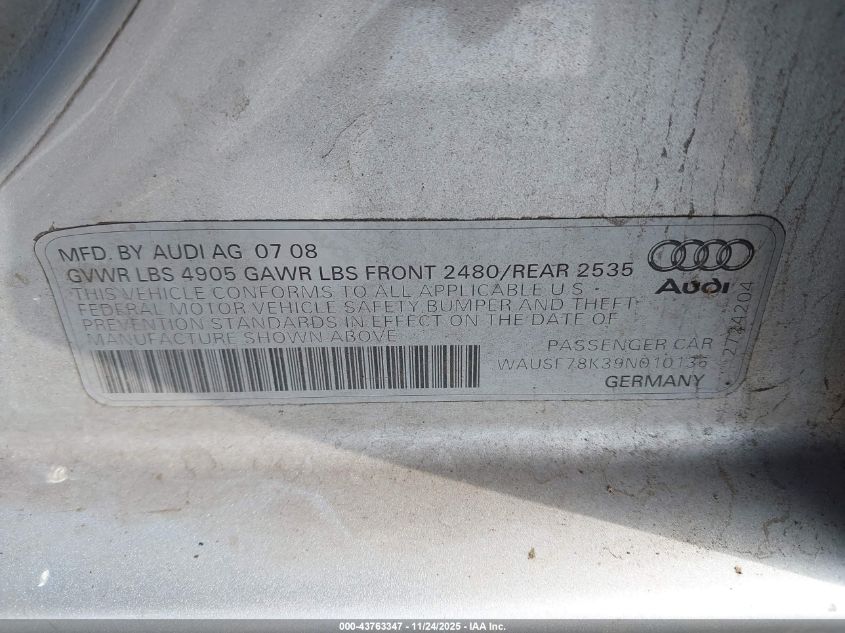 MFD. BY AUDI AG 07 08
GVWR LBS 4905 GAWR LBS FRONT 2480/REAR 2535
THIS VEHICLE CONFORMS TO ALL APPLICABLE U S
FEDERAL MOTOR VEHICLE SAFETY, BUMPER AND THEFT-
PREVENTION STANDARDS IN EFFECT ON THE DATE OF
MANUFACTURE SHOWN ABOVE
PASSENGER CAR
WAUSF78K39N010136
GERMANY
Audi
2744204
000-43763347 - 11/24/2025 - IAA Inc.